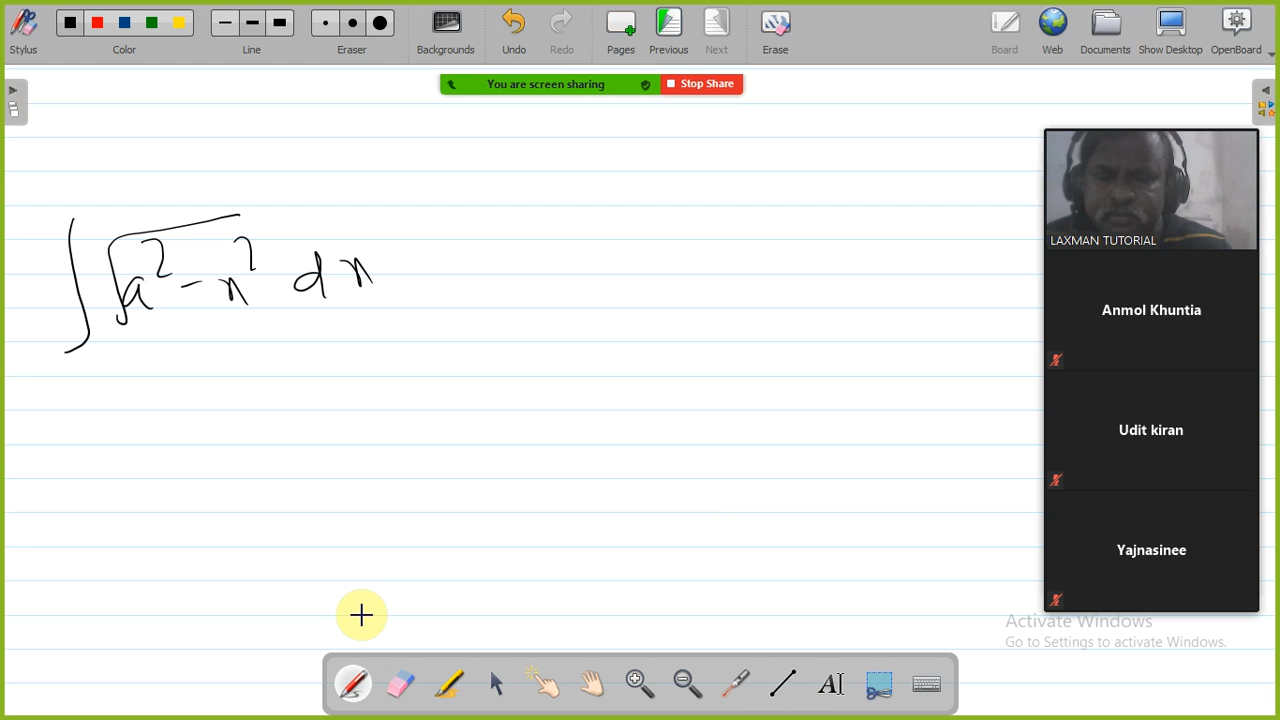 Stylus
Color
Line
Eraser
Backgrounds
Undo
Redo
Pages
Previous
Next
Erase
Board
Web
Documents
Show Desktop
OpenBoard
You are screen sharing
Stop Share
∫√a² - x² dx
LAXMAN TUTORIAL
Anmol Khuntia
Udit kiran
Yajnasinee
Activate Windows
Go to Settings to activate Windows.
AI